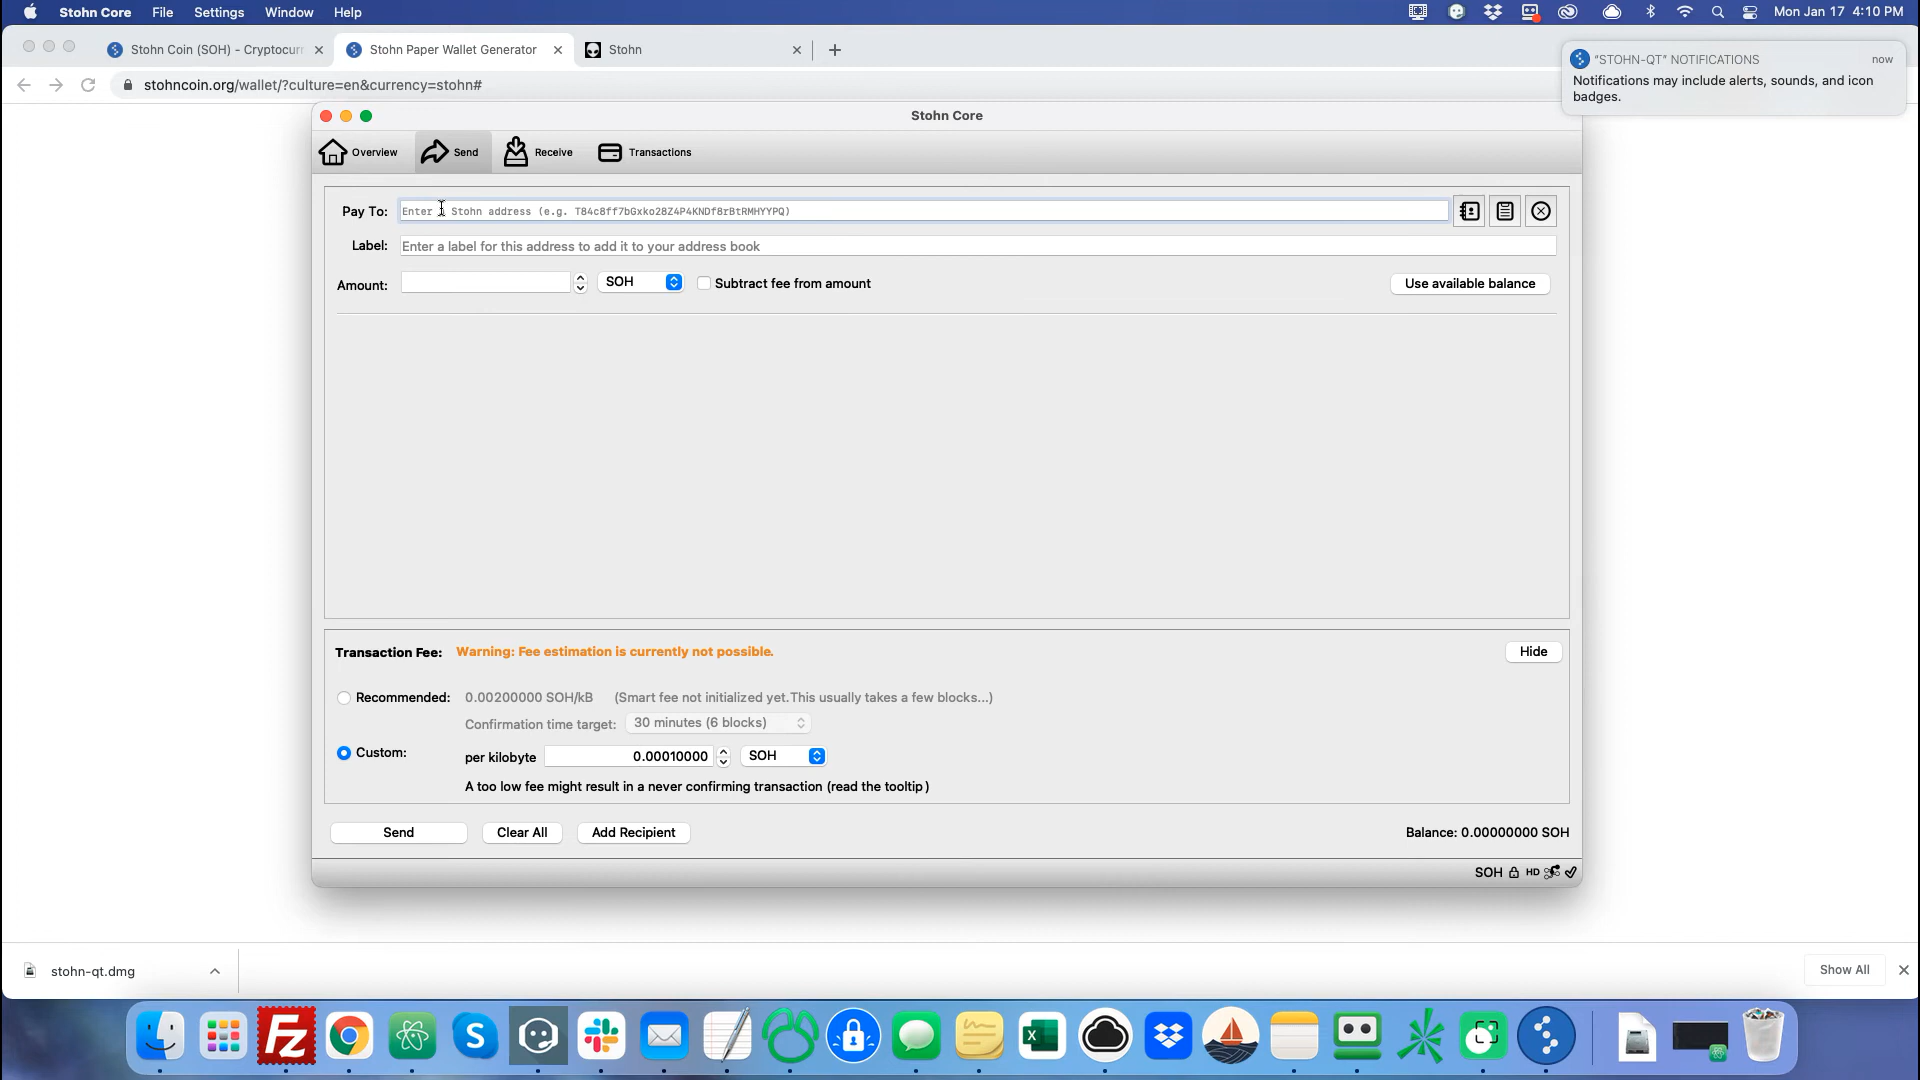 Stohn Core File Settings Window Help
Mon Jan 17 4:10 PM
Stohn Coin (SOH) - Cryptocurr
Stohn Paper Wallet Generator
Stohn
stohncoin.org/wallet/?culture=en&currency=stohn#
"STOHN-QT" NOTIFICATIONS now
Notifications may include alerts, sounds, and icon
badges.
Stohn Core
Overview Send Receive Transactions
Pay To: Enter Stohn address (e.g. T84c8ff7bGxko28Z4P4KNDf8rBtRMHYYPQ)
Label: Enter a label for this address to add it to your address book
Amount: SOH Subtract fee from amount Use available balance
Transaction Fee: Warning: Fee estimation is currently not possible. Hide
Recommended: 0.00200000 SOH/kB (Smart fee not initialized yet.This usually takes a few blocks...)
Confirmation time target: 30 minutes (6 blocks)
Custom: per kilobyte 0.00010000 SOH
A too low fee might result in a never confirming transaction (read the tooltip)
Send Clear All Add Recipient Balance: 0.00000000 SOH
SOH HD
stohn-qt.dmg Show All